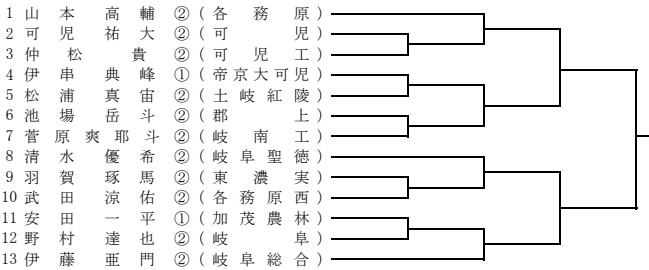 1 山本高輔 ② (各務原)
2 可児祐大 ② (可児)
3 仲松貴 ② (可児工)
4 伊串典峰 ① (帝京大可児)
5 松浦真宙 ② (土岐紅陵)
6 池場岳斗 ② (郡上)
7 菅原爽耶斗 ② (岐南工)
8 清水優希 ② (岐阜聖徳)
9 羽賀琢馬 ② (東濃実)
10 武田涼佑 ② (各務原西)
11 安田一平 ① (加茂農林)
12 野村達也 ② (岐阜)
13 伊藤亜門 ② (岐阜総合)